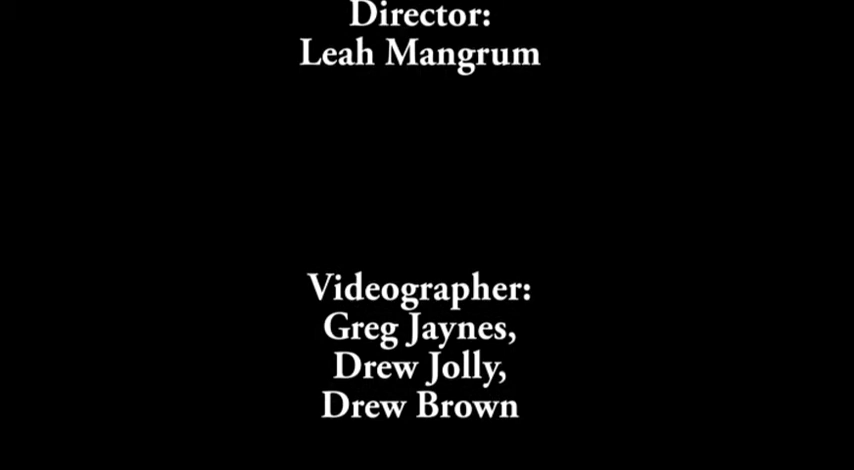 Director:
Leah Mangrum
Videographer:
Greg Jaynes,
Drew Jolly,
Drew Brown